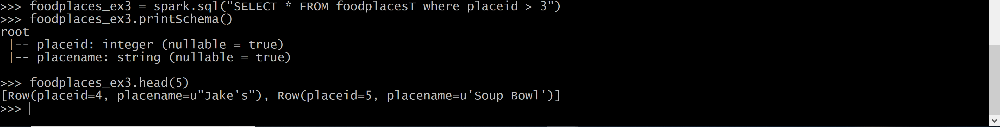 >>> foodplaces_ex3 = spark.sql("SELECT * FROM foodplacesT where placeid > 3")
>>> foodplaces_ex3.printSchema()
root
 |-- placeid: integer (nullable = true)
 |-- placename: string (nullable = true)
>>> foodplaces_ex3.head(5)
[Row(placeid=4, placename=u"Jake's"), Row(placeid=5, placename=u'Soup Bowl')]
>>>